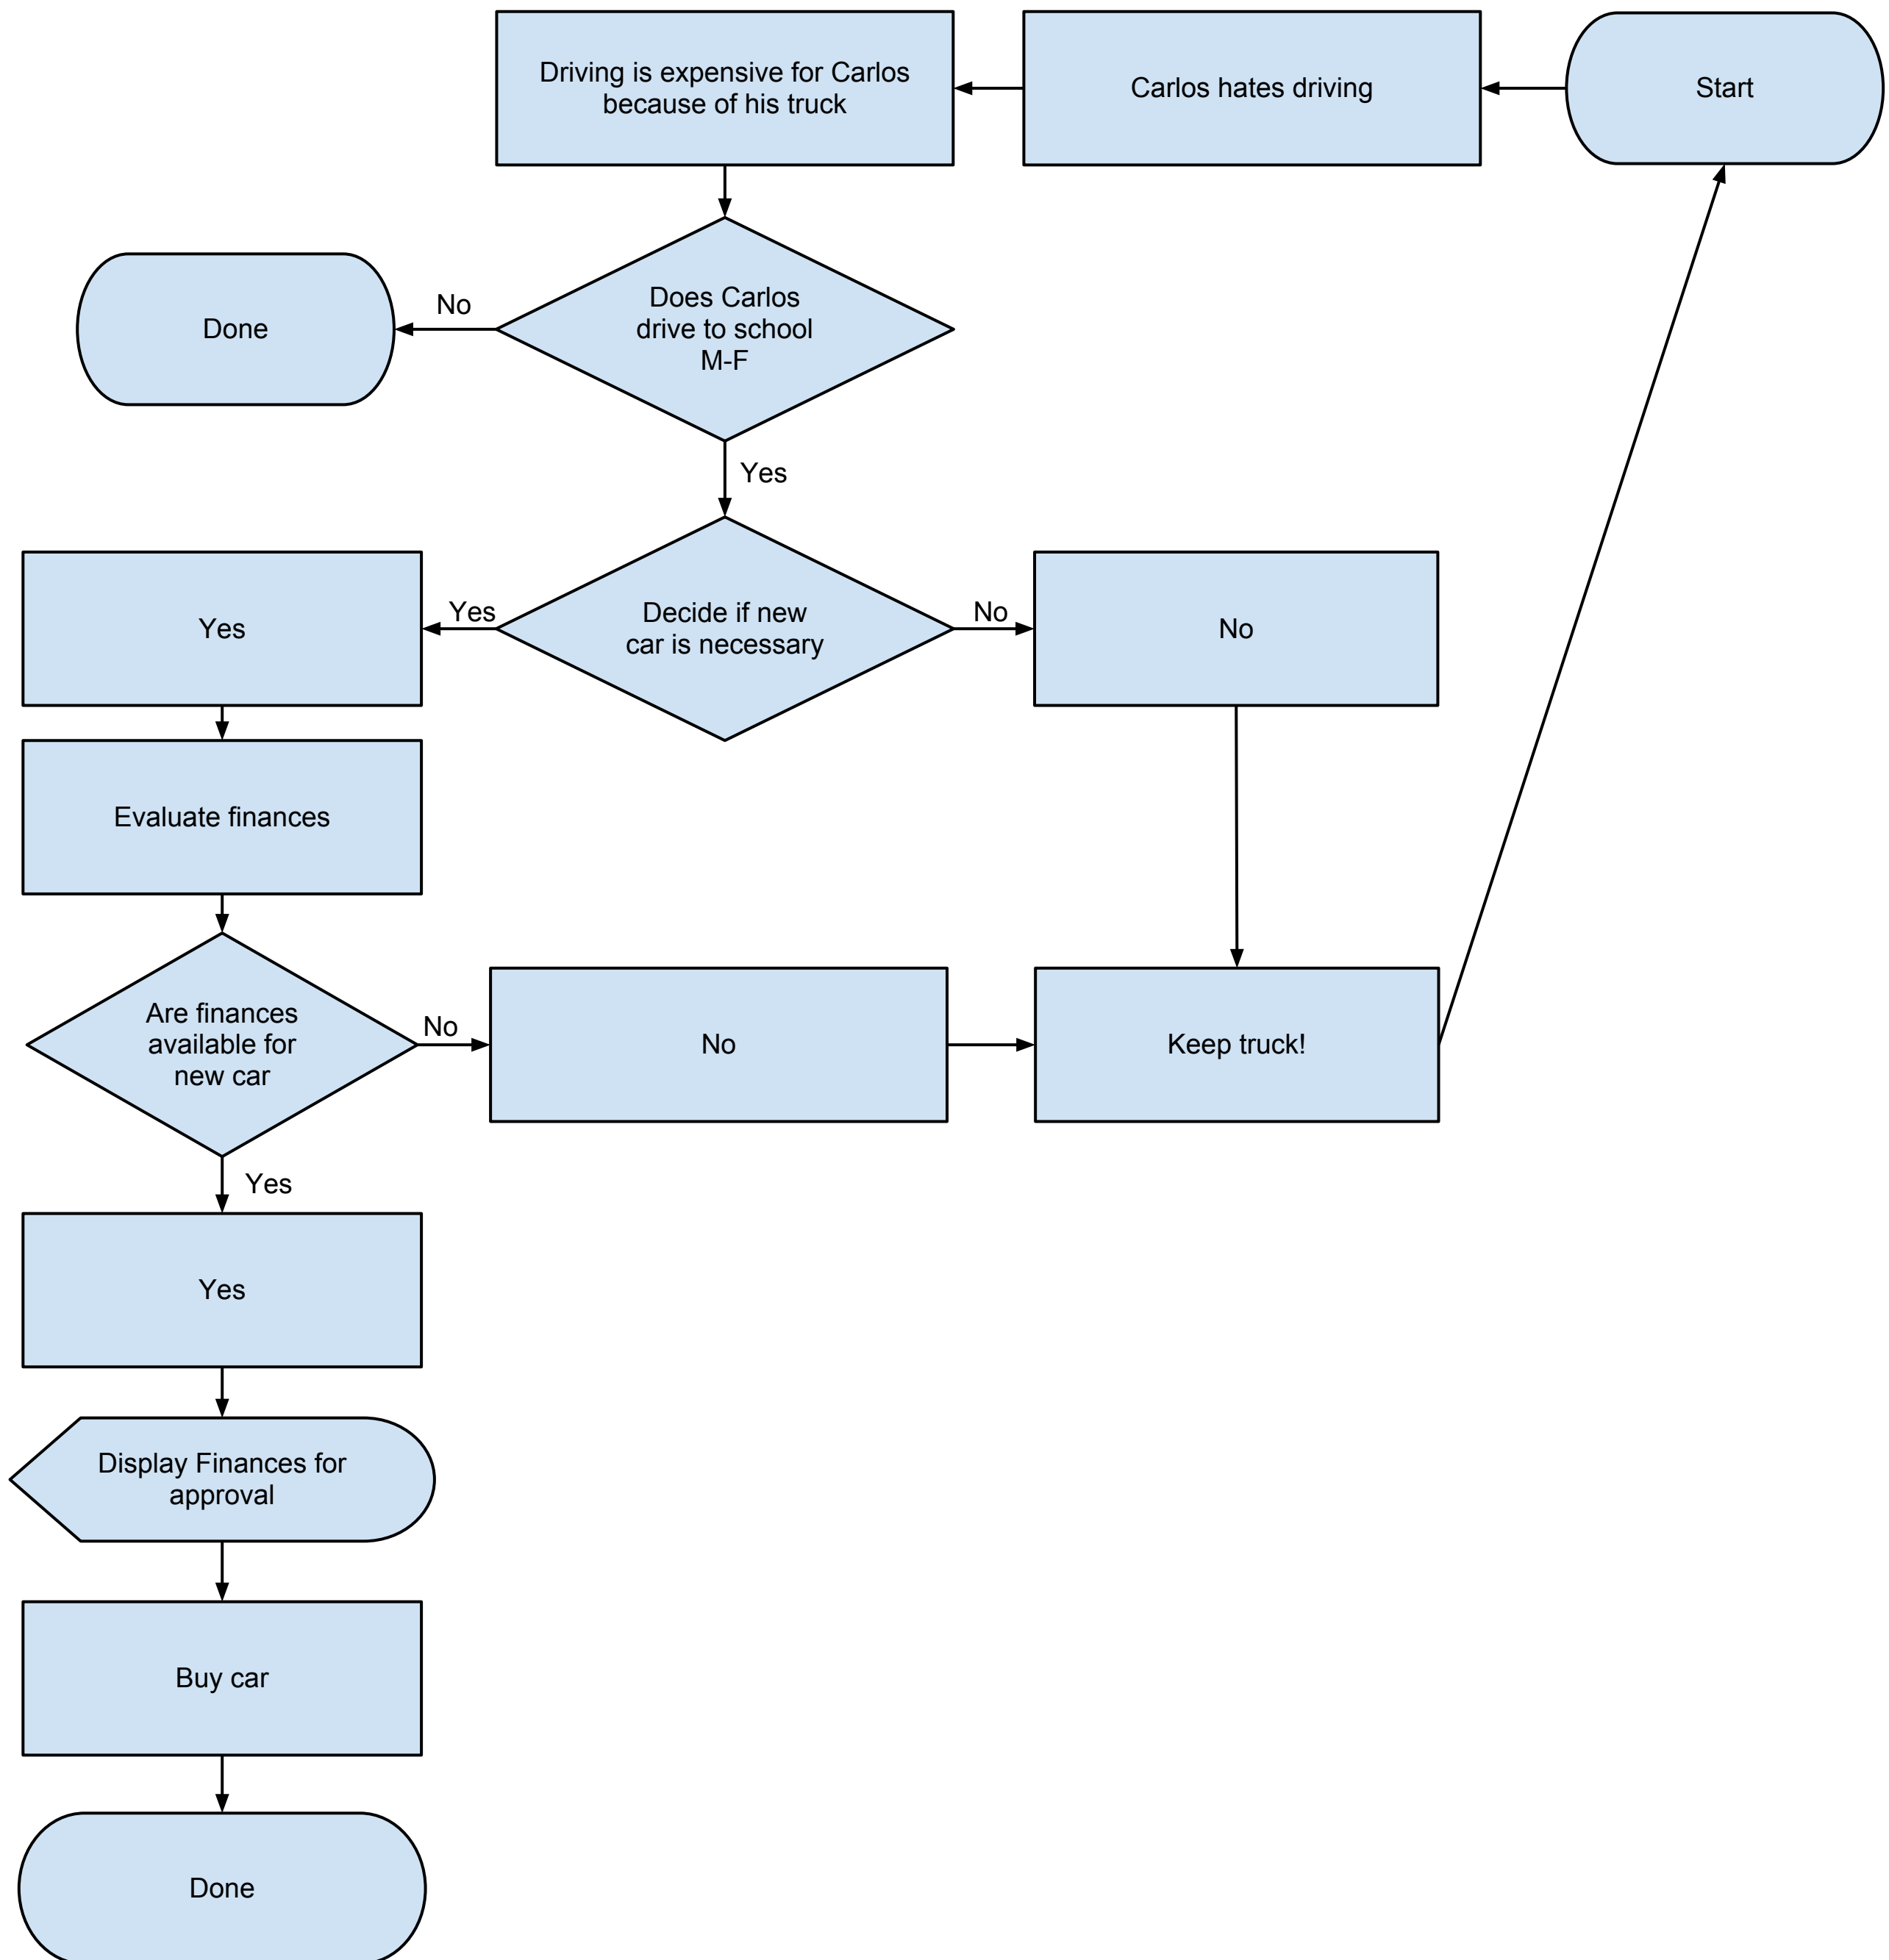 Start
Carlos hates driving
Driving is expensive for Carlos
because of his truck
Does Carlos
drive to school
M-F
No
Done
Yes
Decide if new
car is necessary
Yes
Yes
No
No
Evaluate finances
Are finances
available for
new car
No
No
Keep truck!
Yes
Yes
Display Finances for
approval
Buy car
Done